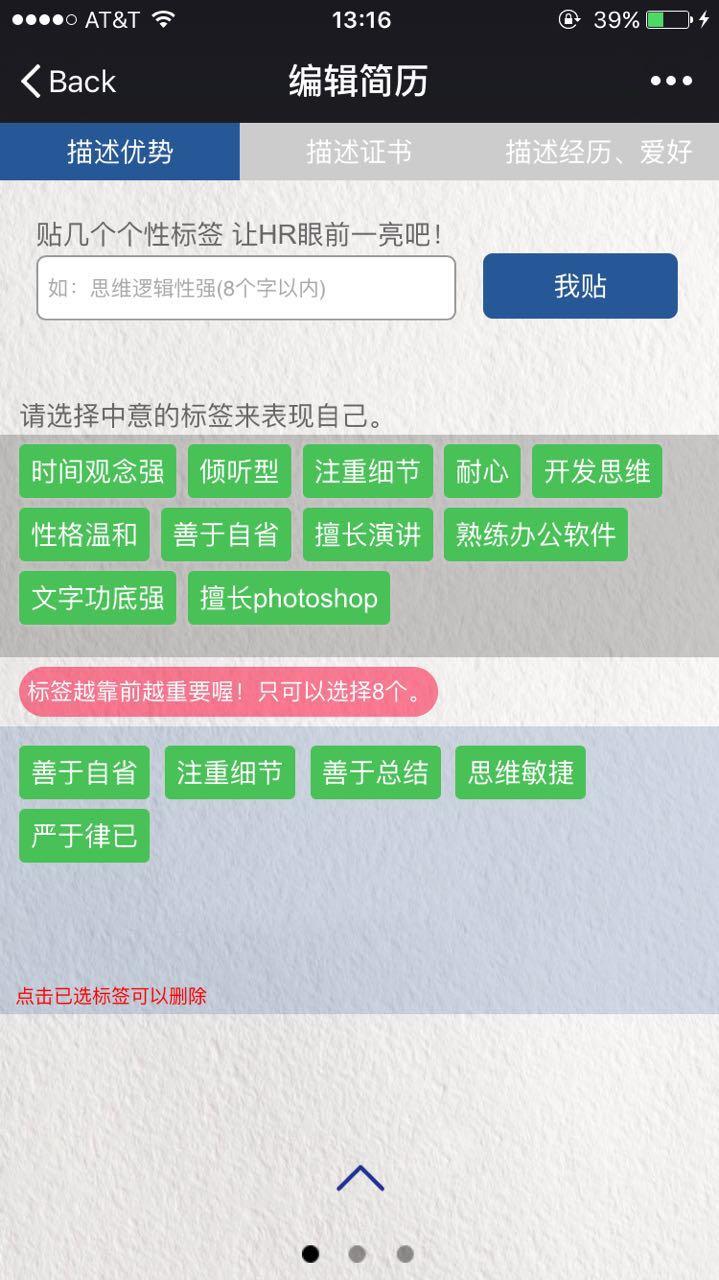 AT&T 13:16 39%
Back 编辑简历
描述优势 描述证书 描述经历、爱好
贴几个个性标签 让HR眼前一亮吧！
如：思维逻辑性强(8个字以内) 我贴
请选择中意的标签来表现自己。
时间观念强 倾听型 注重细节 耐心 开发思维
性格温和 善于自省 擅长演讲 熟练办公软件
文字功底强 擅长photoshop
标签越靠前越重要喔！只可以选择8个。
善于自省 注重细节 善于总结 思维敏捷
严于律已
点击已选标签可以删除